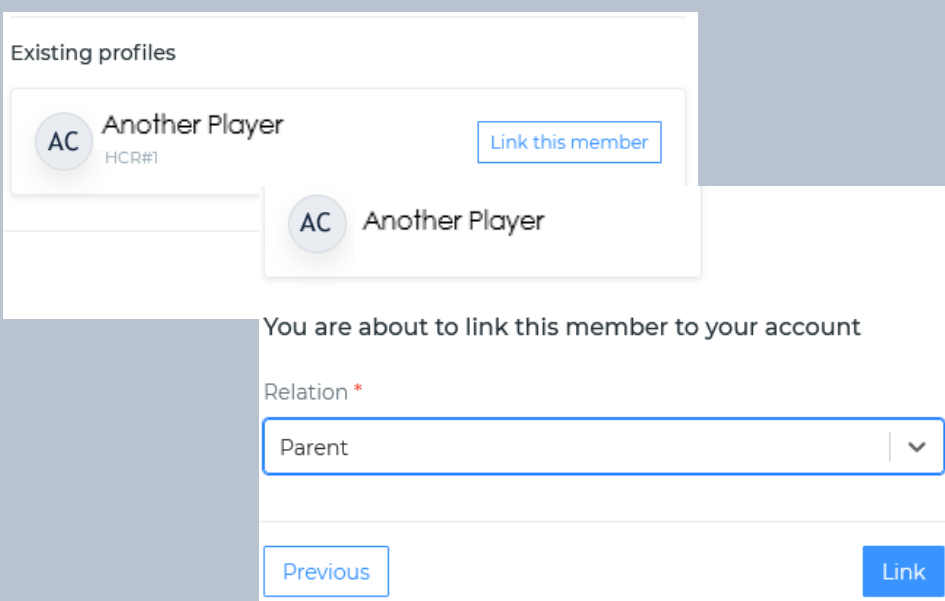 Existing profiles
AC
Another Player
HCR#1
Link this member
AC
Another Player
You are about to link this member to your account
Relation *
Parent
Previous
Link